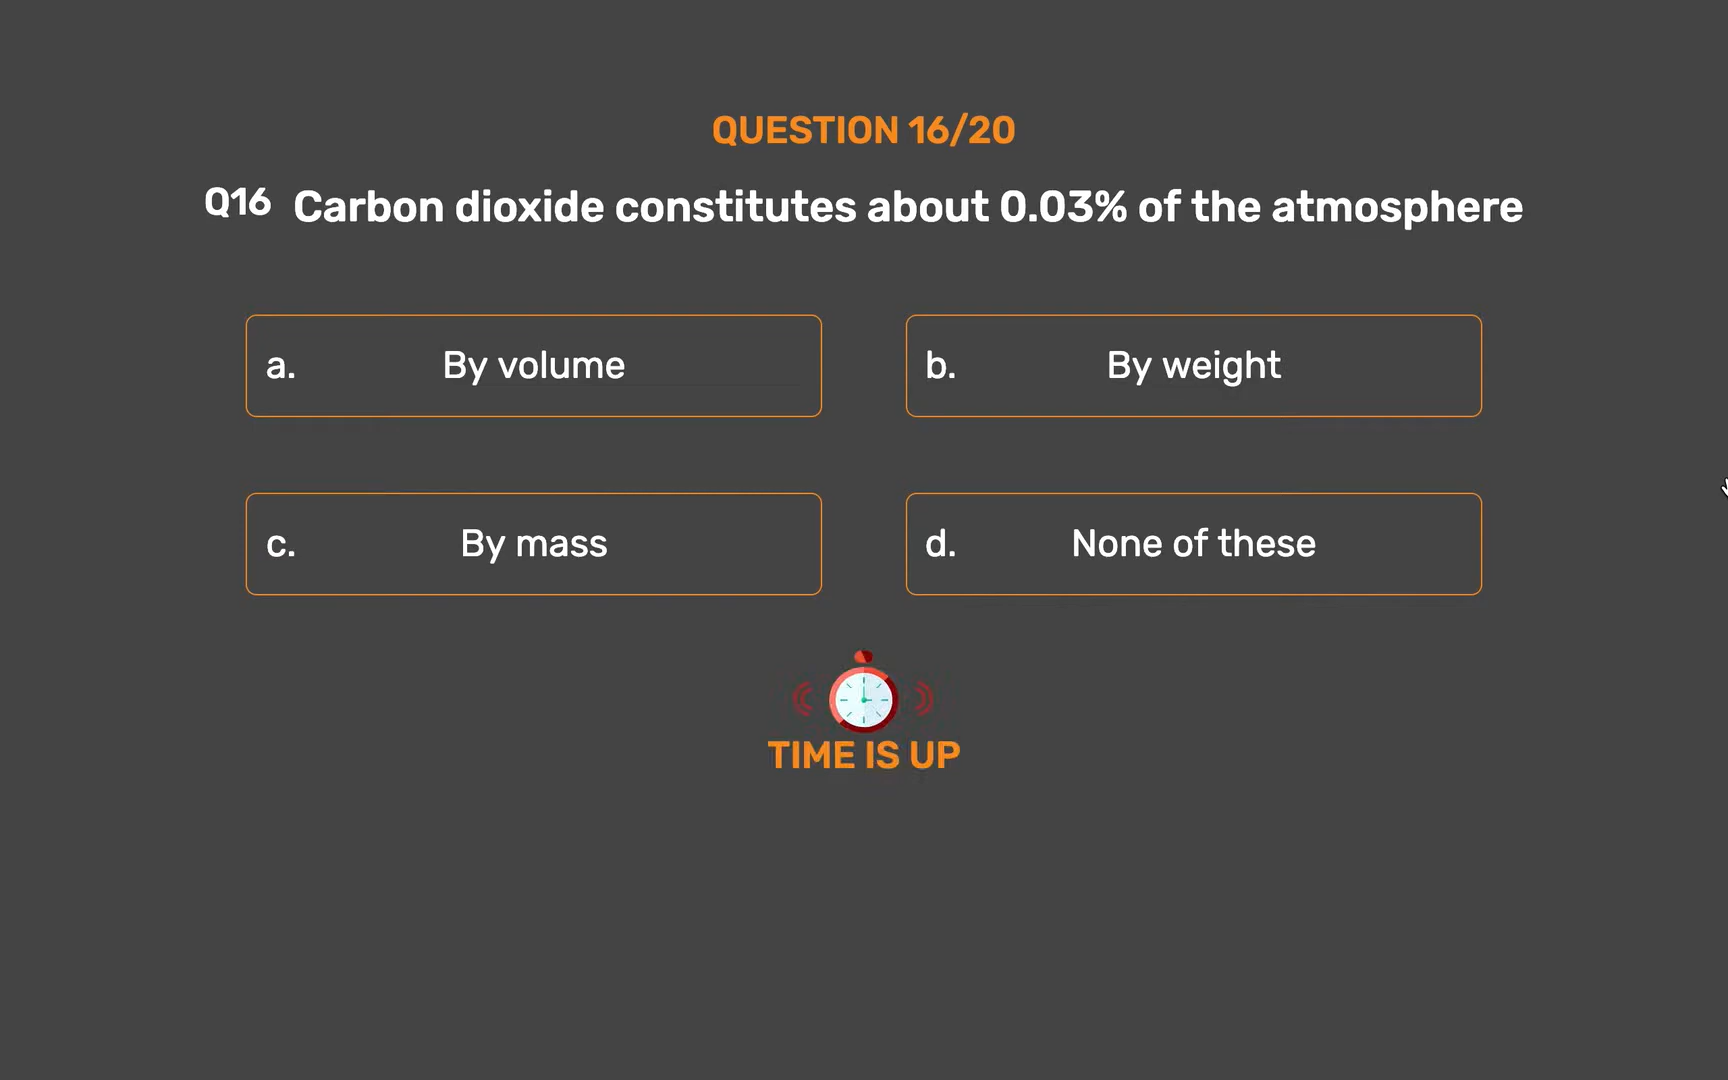 QUESTION 16/20
Q16 Carbon dioxide constitutes about 0.03% of the atmosphere
a. By volume
b. By weight
c. By mass
d. None of these
TIME IS UP